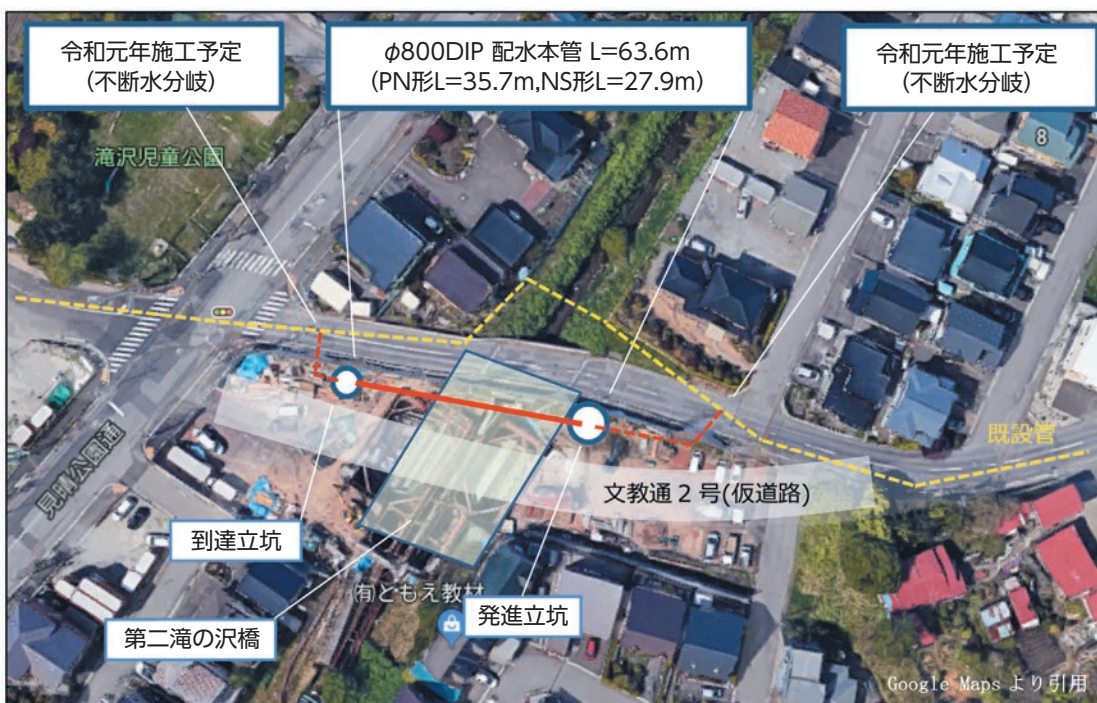 令和元年施工予定
(不断水分岐)
φ800DIP 配水本管 L=63.6m
(PN形L=35.7m,NS形L=27.9m)
令和元年施工予定
(不断水分岐)
8
滝沢児童公園
既設管
見晴公園通
文教通2号(仮道路)
到達立坑
㈲ともえ教材
発進立坑
第二滝の沢橋
Google Maps より引用